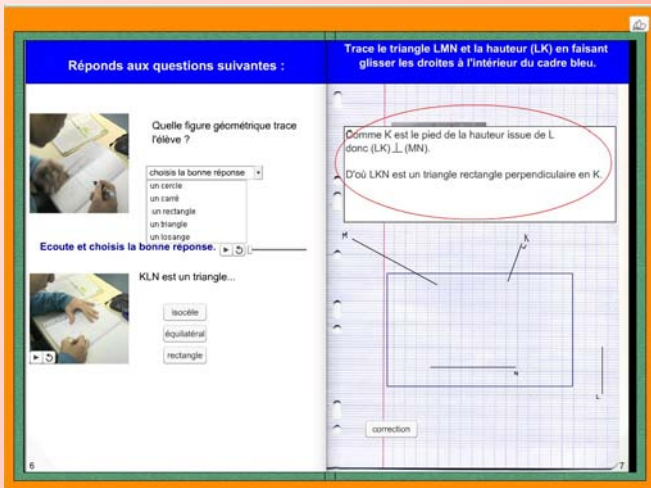 Réponds aux questions suivantes :
Quelle figure géométrique trace
l'élève ?
choisis la bonne réponse
un cercle
un carré
un rectangle
un triangle
un losange
Ecoute et choisis la bonne réponse.
KLN est un triangle...
isocèle
équilatéral
rectangle
6
Trace le triangle LMN et la hauteur (LK) en faisant
glisser les droites à l'intérieur du cadre bleu.
Comme K est le pied de la hauteur issue de L
donc (LK)⊥(MN).
D'où LKN est un triangle rectangle perpendiculaire en K.
M
K
N
L
correction
7